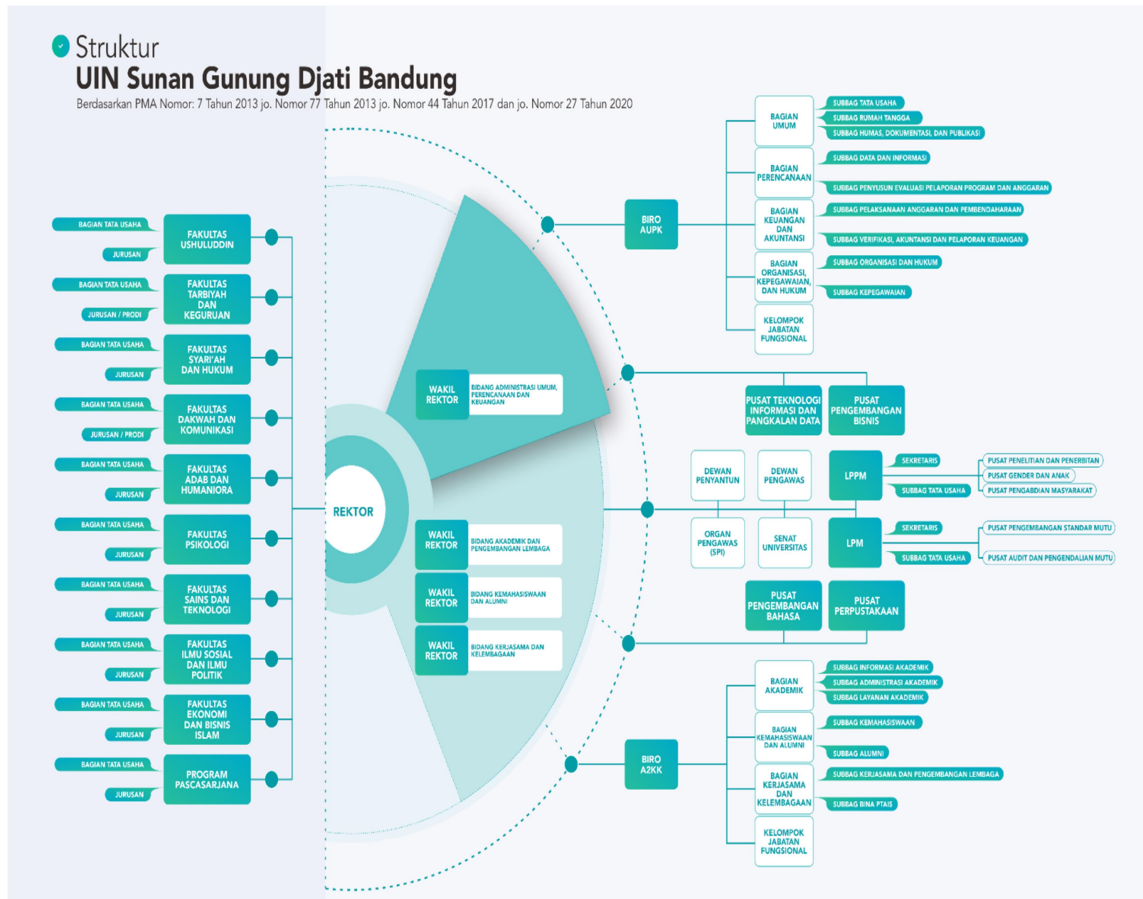 Struktur
UIN Sunan Gunung Djati Bandung
Berdasarkan PMA Nomor: 7 Tahun 2013 jo. Nomor 77 Tahun 2013 jo. Nomor 44 Tahun 2017 dan jo. Nomor 27 Tahun 2020
BAGIAN TATA USAHA
JURUSAN
FAKULTAS
USHULUDDIN
BAGIAN TATA USAHA
JURUSAN / PRODI
FAKULTAS
TARBIYAH
DAN
KEGURUAN
BAGIAN TATA USAHA
JURUSAN
FAKULTAS
SYARI'AH
DAN HUKUM
BAGIAN TATA USAHA
JURUSAN / PRODI
FAKULTAS
DAKWAH DAN
KOMUNIKASI
BAGIAN TATA USAHA
JURUSAN
FAKULTAS
ADAB DAN
HUMANIORA
BAGIAN TATA USAHA
JURUSAN
FAKULTAS
PSIKOLOGI
BAGIAN TATA USAHA
JURUSAN
FAKULTAS
SAINS DAN
TEKNOLOGI
BAGIAN TATA USAHA
JURUSAN
FAKULTAS
ILMU SOSIAL
DAN ILMU
POLITIK
BAGIAN TATA USAHA
JURUSAN
FAKULTAS
EKONOMI
DAN BISNIS
ISLAM
BAGIAN TATA USAHA
JURUSAN
PROGRAM
PASCASARJANA
REKTOR
WAKIL
REKTOR
BIDANG ADMINISTRASI UMUM,
PERENCANAAN DAN
KEUANGAN
WAKIL
REKTOR
BIDANG AKADEMIK DAN
PENGEMBANGAN LEMBAGA
WAKIL
REKTOR
BIDANG KEMAHASISWAAN
DAN ALUMNI
WAKIL
REKTOR
BIDANG KERJASAMA DAN
KELEMBAGAAN
BIRO
AUPK
BAGIAN
UMUM
SUBBAG TATA USAHA
SUBBAG RUMAH TANGGA
SUBBAG HUMAS, DOKUMENTASI, DAN PUBLIKASI
BAGIAN
PERENCANAAN
SUBBAG DATA DAN INFORMASI
SUBBAG PENYUSUN EVALUASI PELAPORAN PROGRAM DAN ANGGARAN
BAGIAN
KEUANGAN
DAN
AKUNTANSI
SUBBAG PELAKSANAAN ANGGARAN DAN PEMBENDAHARAAN
SUBBAG VERIFIKASI, AKUNTANSI DAN PELAPORAN KEUANGAN
BAGIAN
ORGANISASI,
KEPEGAWAIAN,
DAN HUKUM
SUBBAG ORGANISASI DAN HUKUM
SUBBAG KEPEGAWAIAN
KELOMPOK
JABATAN
FUNGSIONAL
PUSAT TEKNOLOGI
INFORMASI DAN
PANGKALAN DATA
PUSAT
PENGEMBANGAN
BISNIS
DEWAN
PENYANTUN
DEWAN
PENGAWAS
ORGAN
PENGAWAS
(SPI)
SENAT
UNIVERSITAS
LPPM
SEKRETARIS
SUBBAG TATA USAHA
PUSAT PENELITIAN DAN PENERBITAN
PUSAT GENDER DAN ANAK
PUSAT PENGABDIAN MASYARAKAT
LPM
SEKRETARIS
SUBBAG TATA USAHA
PUSAT PENGEMBANGAN STANDAR MUTU
PUSAT AUDIT DAN PENGENDALIAN MUTU
PUSAT
PENGEMBANGAN
BAHASA
PUSAT
PERPUSTAKAAN
BIRO
A2KK
BAGIAN
AKADEMIK
SUBBAG INFORMASI AKADEMIK
SUBBAG ADMINISTRASI AKADEMIK
SUBBAG LAYANAN AKADEMIK
BAGIAN
KEMAHASISWAAN
DAN ALUMNI
SUBBAG KEMAHASISWAAN
SUBBAG ALUMNI
BAGIAN
KERJASAMA
DAN
KELEMBAGAAN
SUBBAG KERJASAMA DAN PENGEMBANGAN LEMBAGA
SUBBAG BINA PTAIS
KELOMPOK
JABATAN
FUNGSIONAL